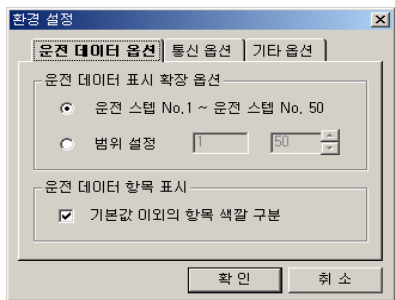 환경 설정
운전 데이터 옵션 통신 옵션 기타 옵션
운전 데이터 표시 확장 옵션
운전 스텝 No.1 ~ 운전 스텝 No. 50
범위 설정 1 50
운전 데이터 항목 표시
기본값 이외의 항목 색깔 구분
확 인 취 소